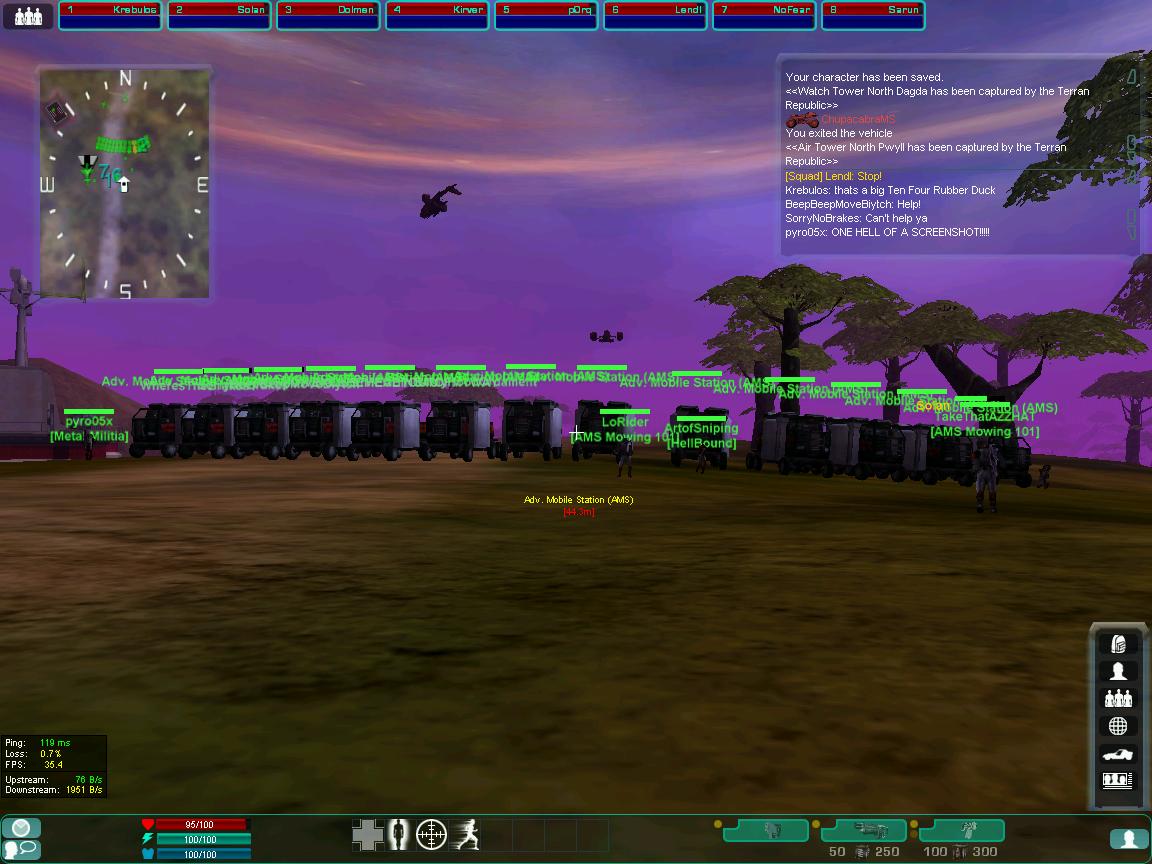 1 Krebulos
2 Solan
3 Dolmen
4 Kirver
5 p0rq
6 Lendl
7 NoFear
8 Sarun
N
W
E
S
7
16
Your character has been saved.
<<Watch Tower North Dagda has been captured by the Terran
Republic>>
ChupacabraMS
You exited the vehicle
<<Air Tower North Pwyll has been captured by the Terran
Republic>>
[Squad] Lendl: Stop!
Krebulos: thats a big Ten Four Rubber Duck
BeepBeepMoveBiytch: Help!
SorryNoBrakes: Can't help ya
pyro05x: ONE HELL OF A SCREENSHOT!!!!!
Adv. Mobile Station (AMS)
Solan
TakeThatAZZHAT
[AMS Mowing 101]
pyro05x
[Metal Militia]
LoRider
[AMS Mowing 101]
ArtofSniping
[HellBound]
Adv. Mobile Station (AMS)
[44.3m]
Ping: 119 ms
Loss: 0.7%
FPS: 35.4
Upstream: 76 B/s
Downstream: 1951 B/s
95/100
100/100
100/100
50 250
100 300